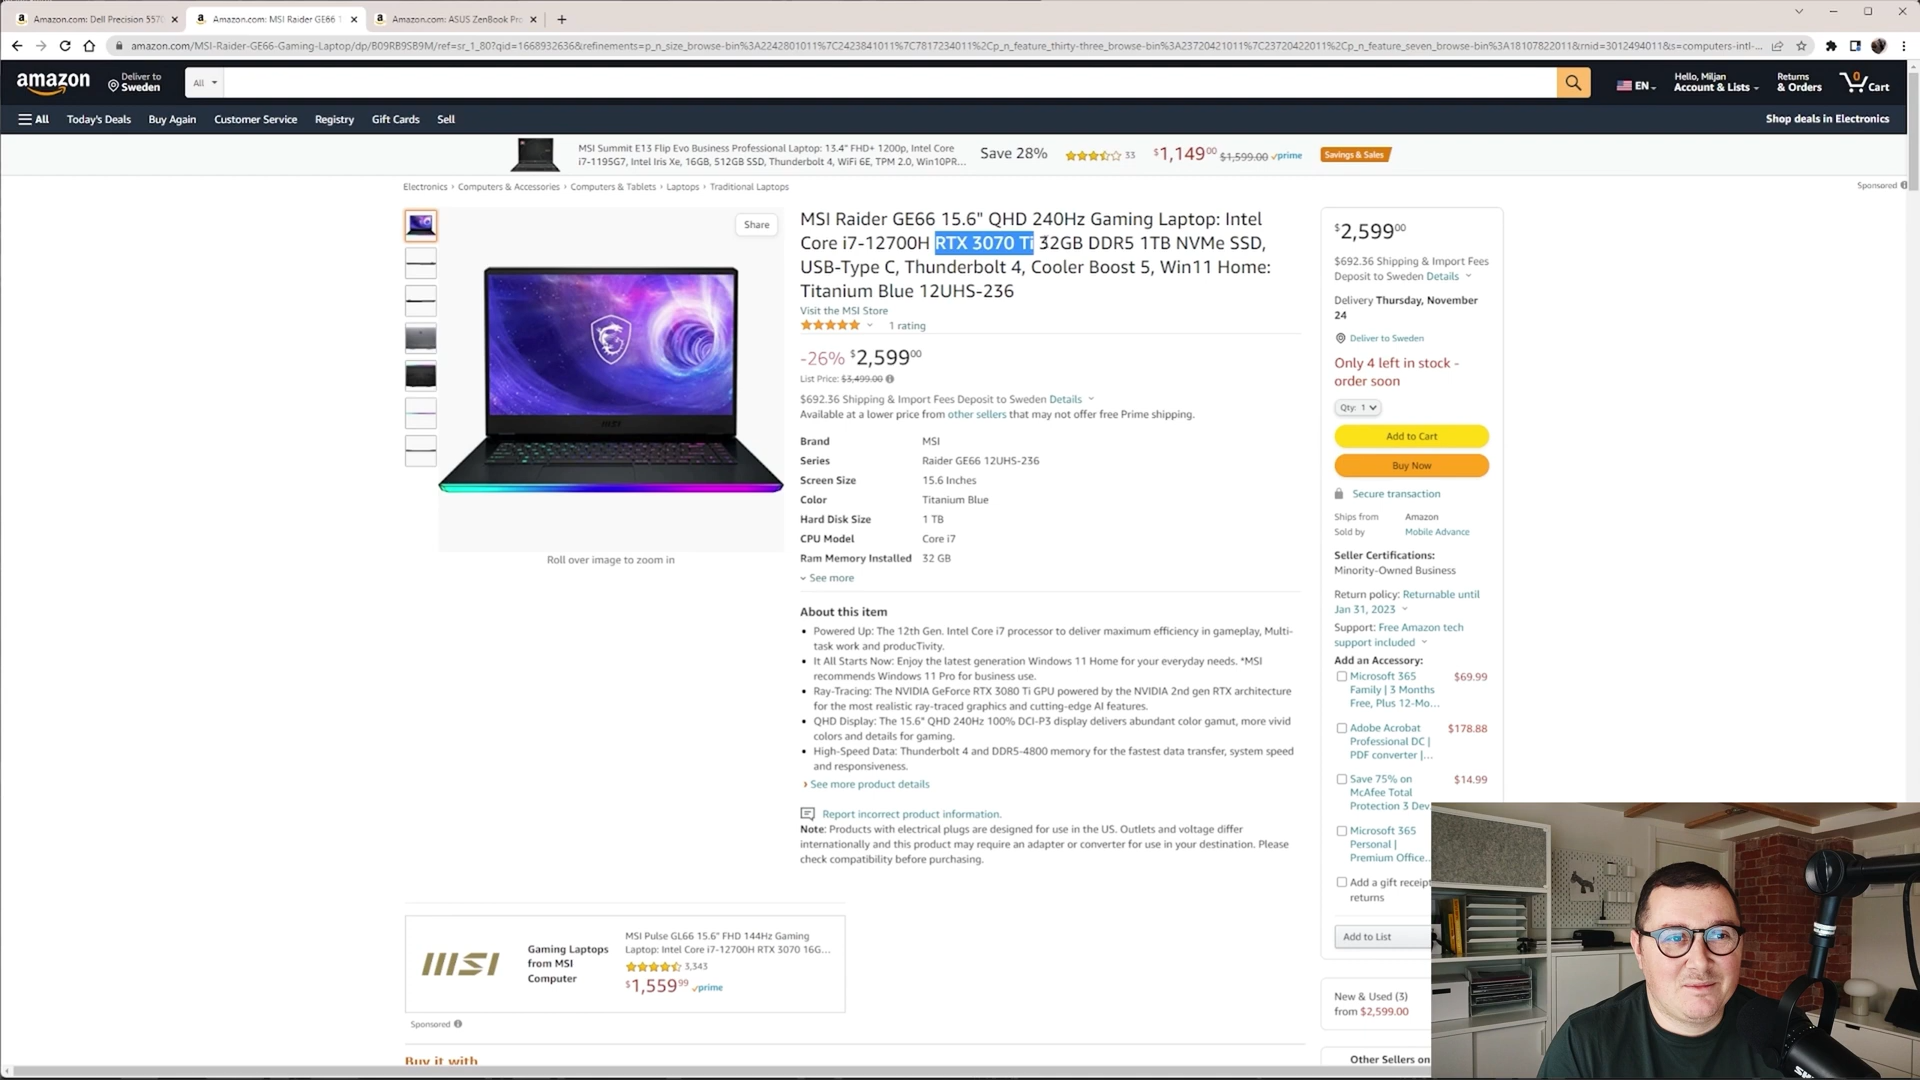 Amazon.com: Dell Precision 5570
Amazon.com: MSI Raider GE66 1
Amazon.com: ASUS ZenBook Pro
amazon.com/MSI-Raider-GE66-Gaming-Laptop/dp/B09RB9SB9M/ref=sr_1_80?qid=1668932636&refinements=p_n_size_browse-bin%3A2242801011%7C2423841011%7C7817234011%2Cp_n_feature_thirty-three_browse-bin%3A23720421011%7C23720422011%2Cp_n_feature_seven_browse-bin%3A18107822011&rnid=3012494011&s=computers-intl-...
amazon
Deliver to
Sweden
All
EN
Hello, Miljan
Account & Lists
Returns
& Orders
0
Cart
All
Today's Deals
Buy Again
Customer Service
Registry
Gift Cards
Sell
Shop deals in Electronics
MSI Summit E13 Flip Evo Business Professional Laptop: 13.4" FHD+ 1200p, Intel Core
i7-1195G7, Intel Iris Xe, 16GB, 512GB SSD, Thunderbolt 4, WiFi 6E, TPM 2.0, Win10PR...
Save 28%
33
$1,149⁰⁰ $1,599.00 prime
Savings & Sales
Sponsored
Electronics › Computers & Accessories › Computers & Tablets › Laptops › Traditional Laptops
Share
msi
Roll over image to zoom in
MSI Raider GE66 15.6" QHD 240Hz Gaming Laptop: Intel
Core i7-12700H RTX 3070 Ti 32GB DDR5 1TB NVMe SSD,
USB-Type C, Thunderbolt 4, Cooler Boost 5, Win11 Home:
Titanium Blue 12UHS-236
Visit the MSI Store
1 rating
-26% $2,599⁰⁰
List Price: $3,499.00
$692.36 Shipping & Import Fees Deposit to Sweden Details
Available at a lower price from other sellers that may not offer free Prime shipping.
Brand MSI
Series Raider GE66 12UHS-236
Screen Size 15.6 Inches
Color Titanium Blue
Hard Disk Size 1 TB
CPU Model Core i7
Ram Memory Installed 32 GB
See more
About this item
• Powered Up: The 12th Gen. Intel Core i7 processor to deliver maximum efficiency in gameplay, Multi-
task work and producTivity.
• It All Starts Now: Enjoy the latest generation Windows 11 Home for your everyday needs. *MSI
recommends Windows 11 Pro for business use.
• Ray-Tracing: The NVIDIA GeForce RTX 3080 Ti GPU powered by the NVIDIA 2nd gen RTX architecture
for the most realistic ray-traced graphics and cutting-edge AI features.
• QHD Display: The 15.6" QHD 240Hz 100% DCI-P3 display delivers abundant color gamut, more vivid
colors and details for gaming.
• High-Speed Data: Thunderbolt 4 and DDR5-4800 memory for the fastest data transfer, system speed
and responsiveness.
› See more product details
Report incorrect product information.
Note: Products with electrical plugs are designed for use in the US. Outlets and voltage differ
internationally and this product may require an adapter or converter for use in your destination. Please
check compatibility before purchasing.
$2,599⁰⁰
$692.36 Shipping & Import Fees
Deposit to Sweden Details
Delivery Thursday, November
24
Deliver to Sweden
Only 4 left in stock -
order soon
Qty: 1
Add to Cart
Buy Now
Secure transaction
Ships from Amazon
Sold by Mobile Advance
Seller Certifications:
Minority-Owned Business
Return policy: Returnable until
Jan 31, 2023
Support: Free Amazon tech
support included
Add an Accessory:
Microsoft 365 $69.99
Family | 3 Months
Free, Plus 12-Mo...
Adobe Acrobat $178.88
Professional DC |
PDF converter |...
Save 75% on $14.99
McAfee Total
Protection 3 Dev
Microsoft 365
Personal |
Premium Office..
Add a gift receipt
returns
Add to List
New & Used (3)
from $2,599.00
Other Sellers on
msi
Gaming Laptops
from MSI
Computer
MSI Pulse GL66 15.6" FHD 144Hz Gaming
Laptop: Intel Core i7-12700H RTX 3070 16G...
3,343
$1,559⁹⁹ prime
Sponsored
Buy it with